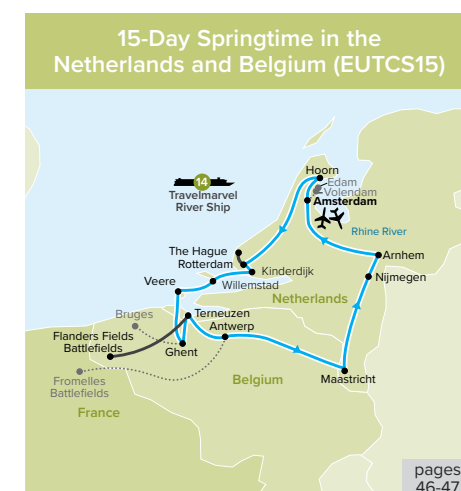 15-Day Springtime in the
Netherlands and Belgium (EUTCS15)
Hoorn
Edam
Volendam
14
Travelmarvel
River Ship
Amsterdam
Rhine River
The Hague
Rotterdam
Arnhem
Kinderdijk
Nijmegen
Veere
Willemstad
Netherlands
Bruges
Terneuzen
Flanders Fields
Battlefields
Antwerp
Ghent
Fromelles
Battlefields
Belgium
Maastricht
France
pages
46-47